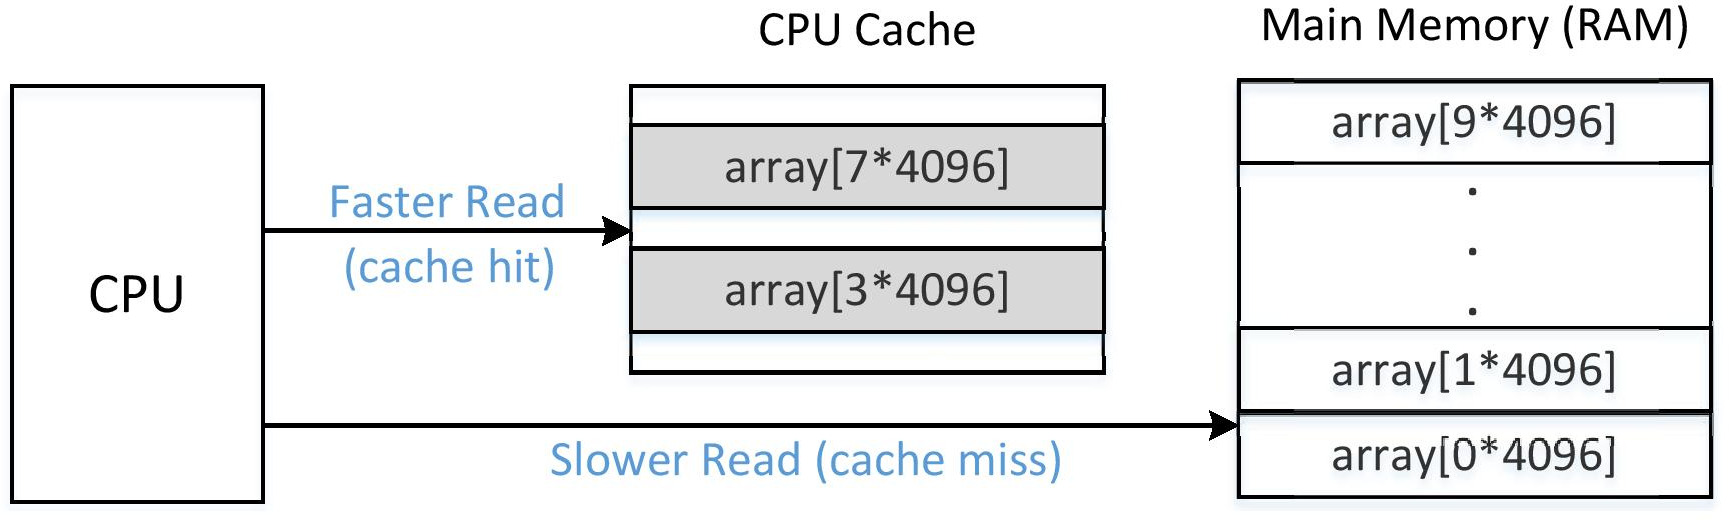 CPU Cache
Main Memory (RAM)
CPU
Faster Read
(cache hit)
Slower Read (cache miss)
array[7*4096]
array[3*4096]
array[9*4096]
.
.
.
array[1*4096]
array[0*4096]